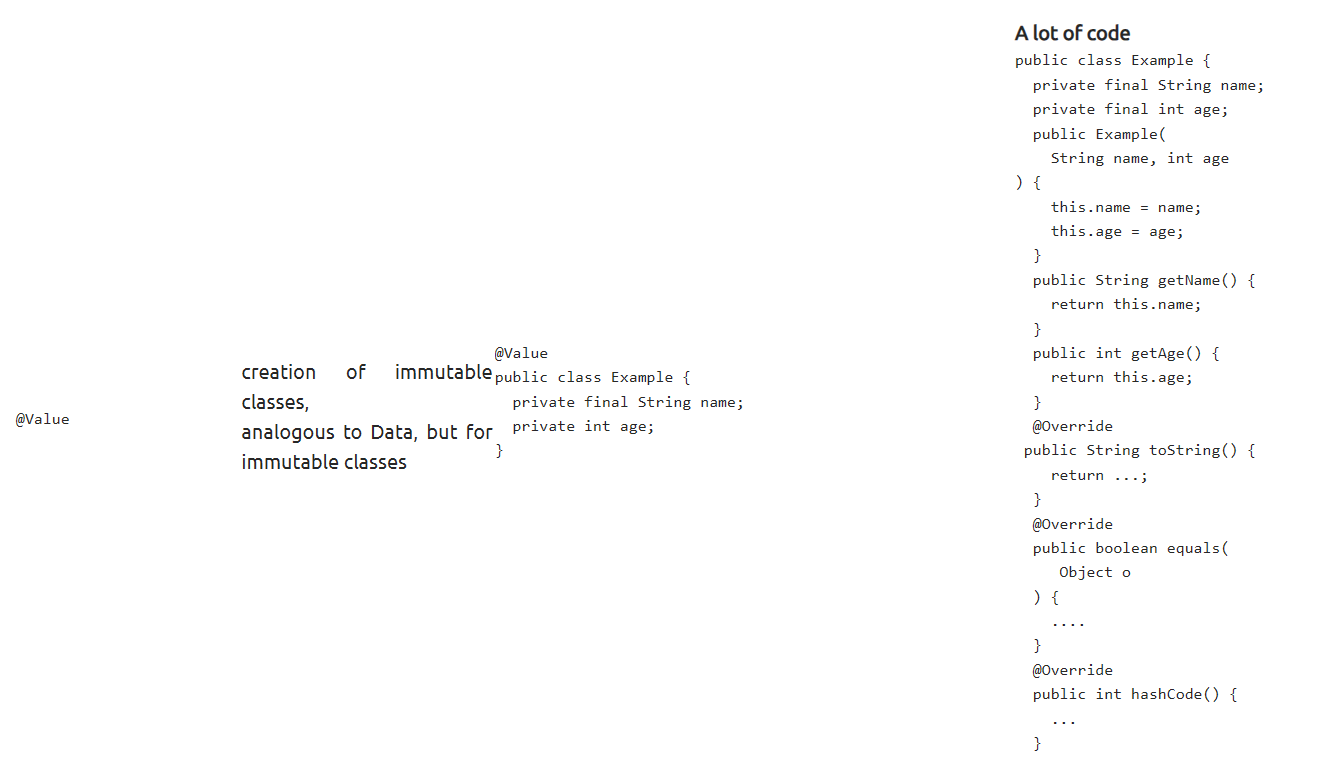 @Value
creation of immutable
classes,
analogous to Data, but for
immutable classes
@Value
public class Example {
  private final String name;
  private int age;
}
A lot of code
public class Example {
  private final String name;
  private final int age;
  public Example(
    String name, int age
) {
    this.name = name;
    this.age = age;
  }
  public String getName() {
    return this.name;
  }
  public int getAge() {
    return this.age;
  }
  @Override
 public String toString() {
    return ...;
  }
  @Override
  public boolean equals(
     Object o
  ) {
    ....
  }
  @Override
  public int hashCode() {
    ...
  }